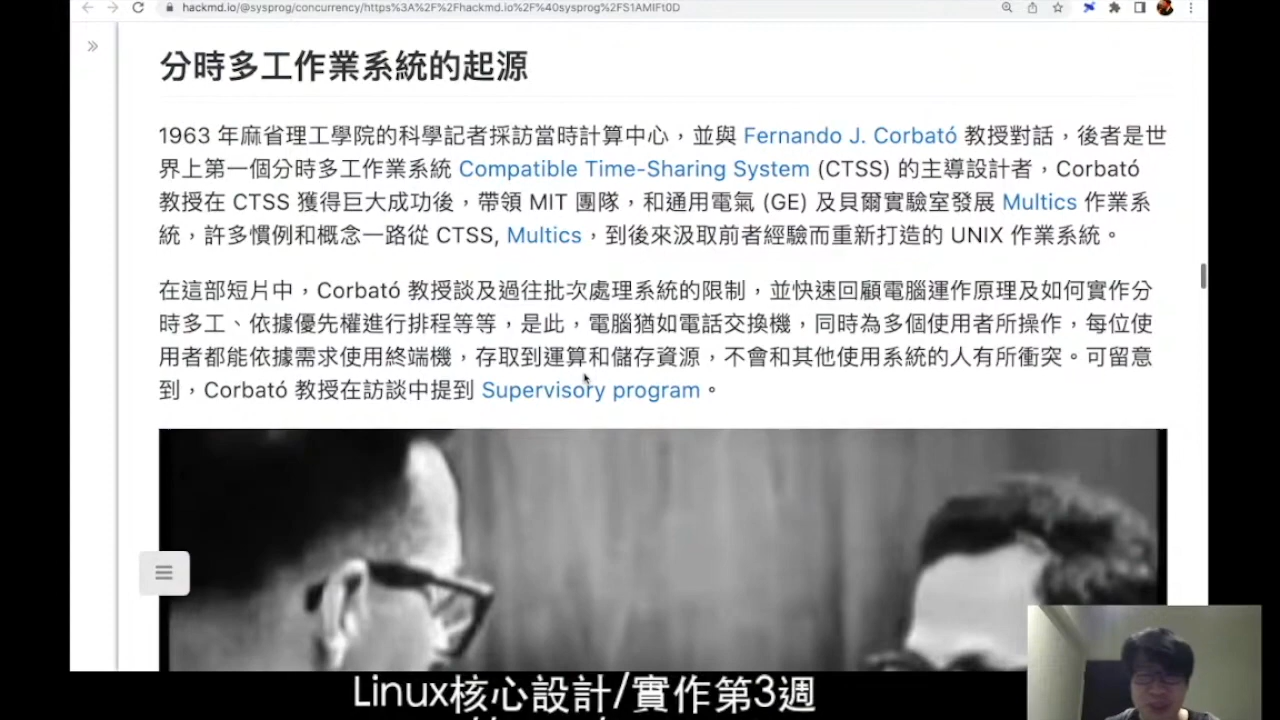 hackmd.io/@sysprog/concurrency/https%3A%2F%2Fhackmd.io%2F%40sysprog%2FS1AMIFt0D
分時多工作業系統的起源
1963 年麻省理工學院的科學記者採訪當時計算中心，並與 Fernando J. Corbató 教授對話，後者是世
界上第一個分時多工作業系統 Compatible Time-Sharing System (CTSS) 的主導設計者，Corbató
教授在 CTSS 獲得巨大成功後，帶領 MIT 團隊，和通用電氣 (GE) 及貝爾實驗室發展 Multics 作業系
統，許多慣例和概念一路從 CTSS, Multics，到後來汲取前者經驗而重新打造的 UNIX 作業系統。
在這部短片中，Corbató 教授談及過往批次處理系統的限制，並快速回顧電腦運作原理及如何實作分
時多工、依據優先權進行排程等等，是此，電腦猶如電話交換機，同時為多個使用者所操作，每位使
用者都能依據需求使用終端機，存取到運算和儲存資源，不會和其他使用系統的人有所衝突。可留意
到，Corbató 教授在訪談中提到 Supervisory program。
Linux核心設計/實作第3週